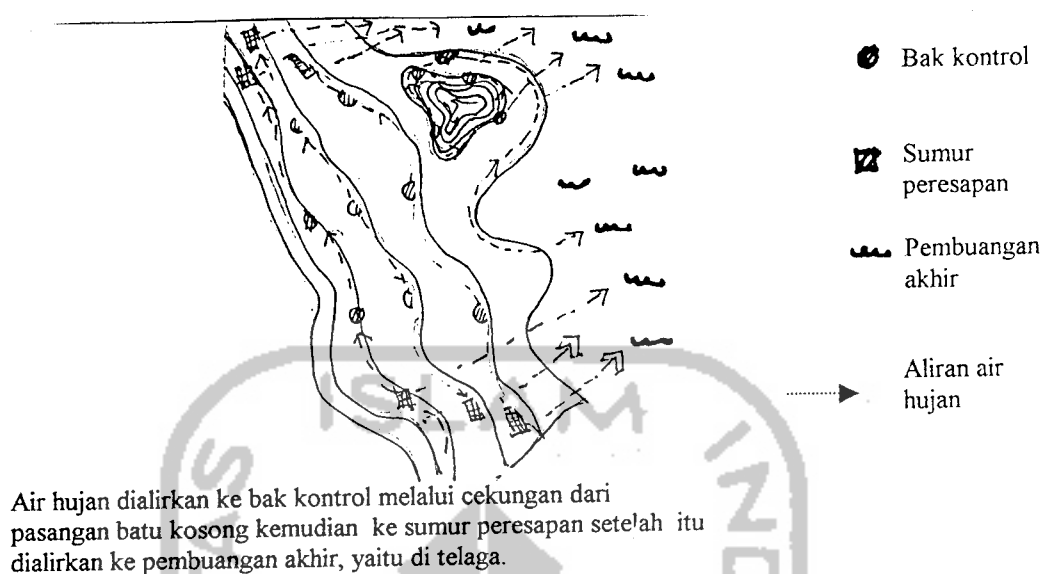 Bak kontrol
Sumur
peresapan
Pembuangan
akhir
Aliran air
hujan
ISLAM
Air hujan dialirkan ke bak kontrol melalui cekungan dari
pasangan batu kosong kemudian ke sumur peresapan setelah itu
dialirkan ke pembuangan akhir, yaitu di telaga.